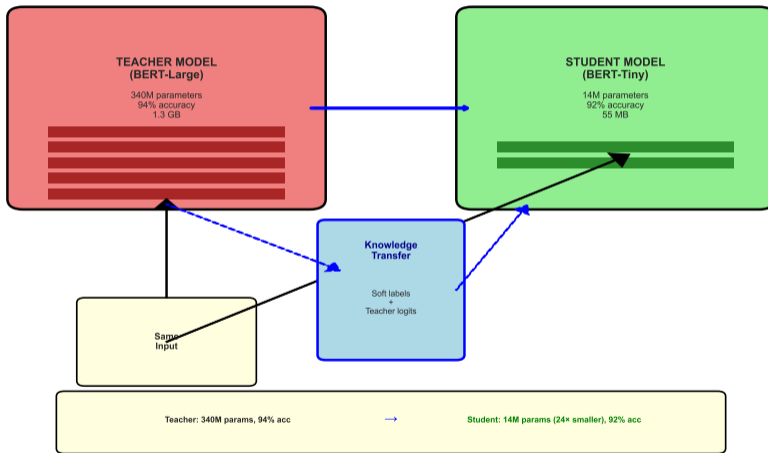 TEACHER MODEL
(BERT-Large)
340M parameters
94% accuracy
1.3 GB
STUDENT MODEL
(BERT-Tiny)
14M parameters
92% accuracy
55 MB
Knowledge
Transfer
Soft labels
+
Teacher logits
Same
Input
Teacher: 340M params, 94% acc → Student: 14M params (24× smaller), 92% acc